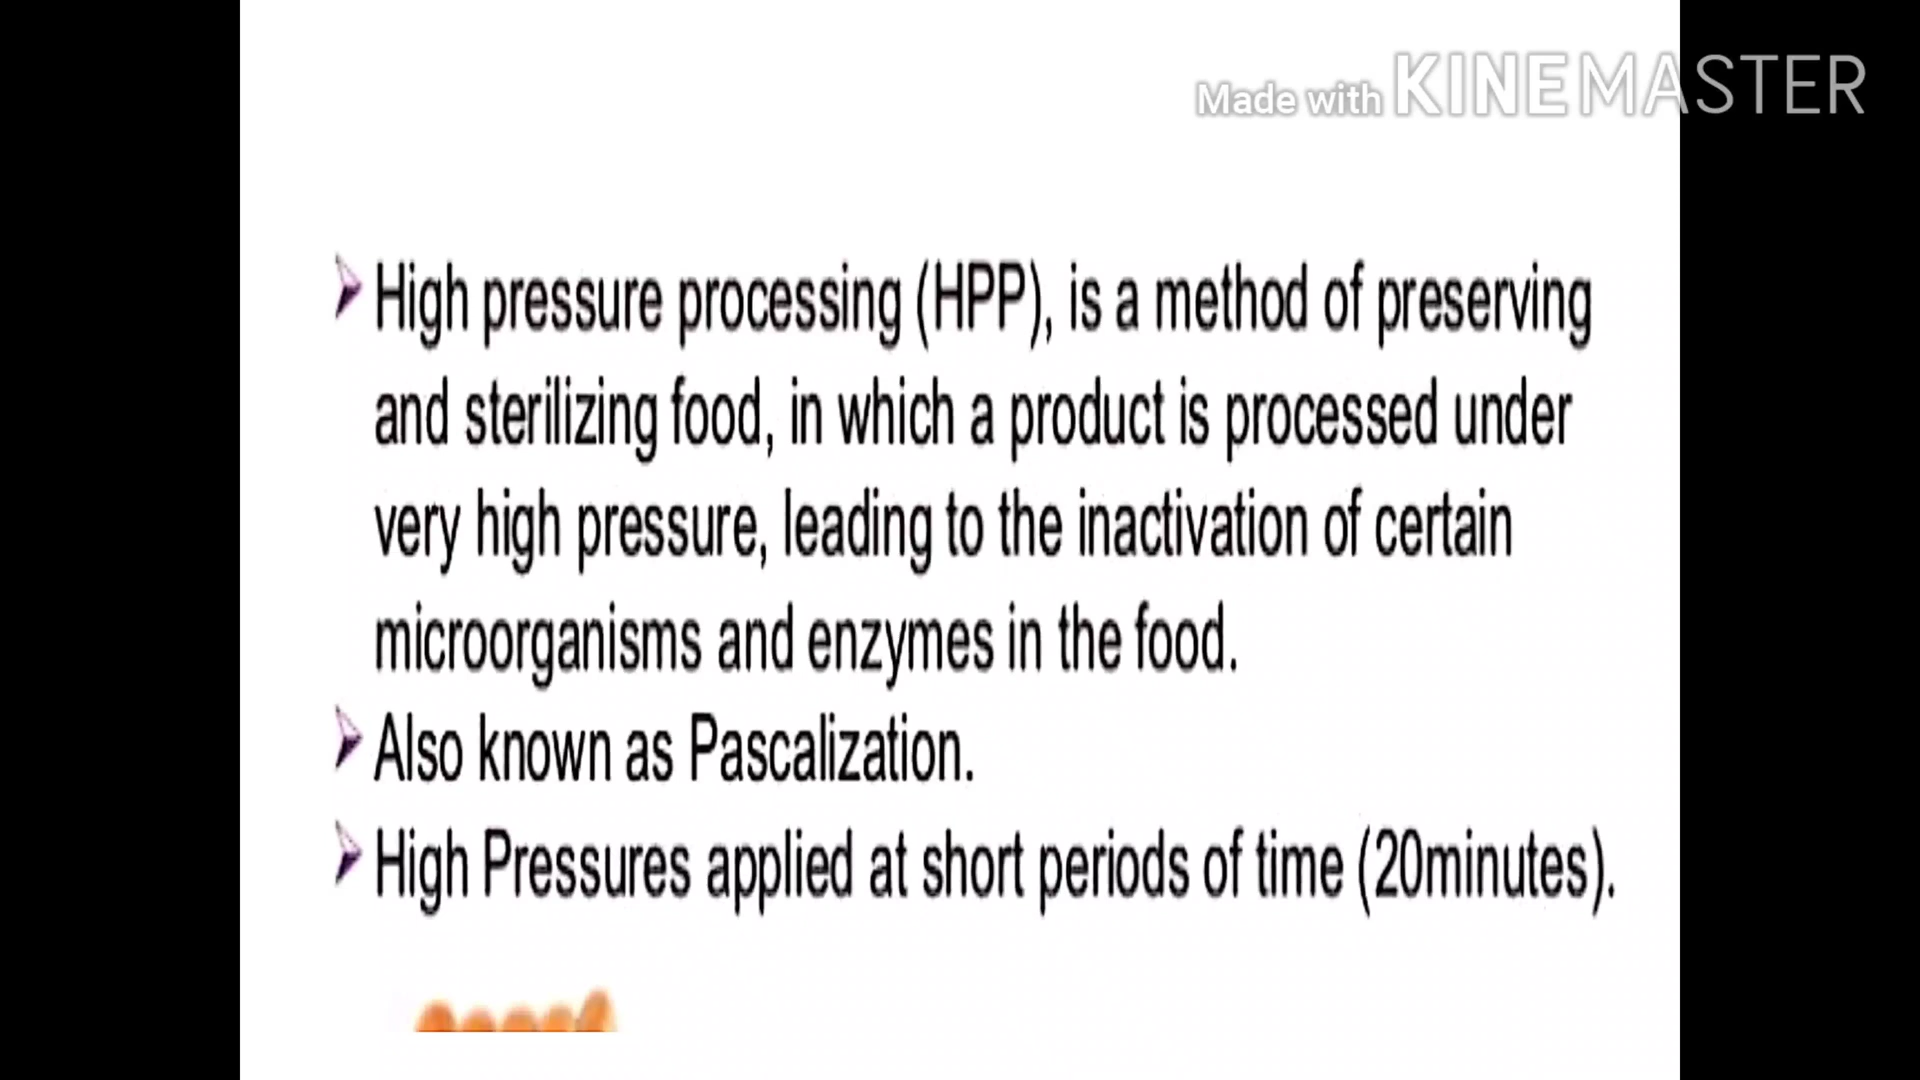 Made with KINEMASTER
High pressure processing (HPP), is a method of preserving
and sterilizing food, in which a product is processed under
very high pressure, leading to the inactivation of certain
microorganisms and enzymes in the food.
Also known as Pascalization.
High Pressures applied at short periods of time (20minutes).